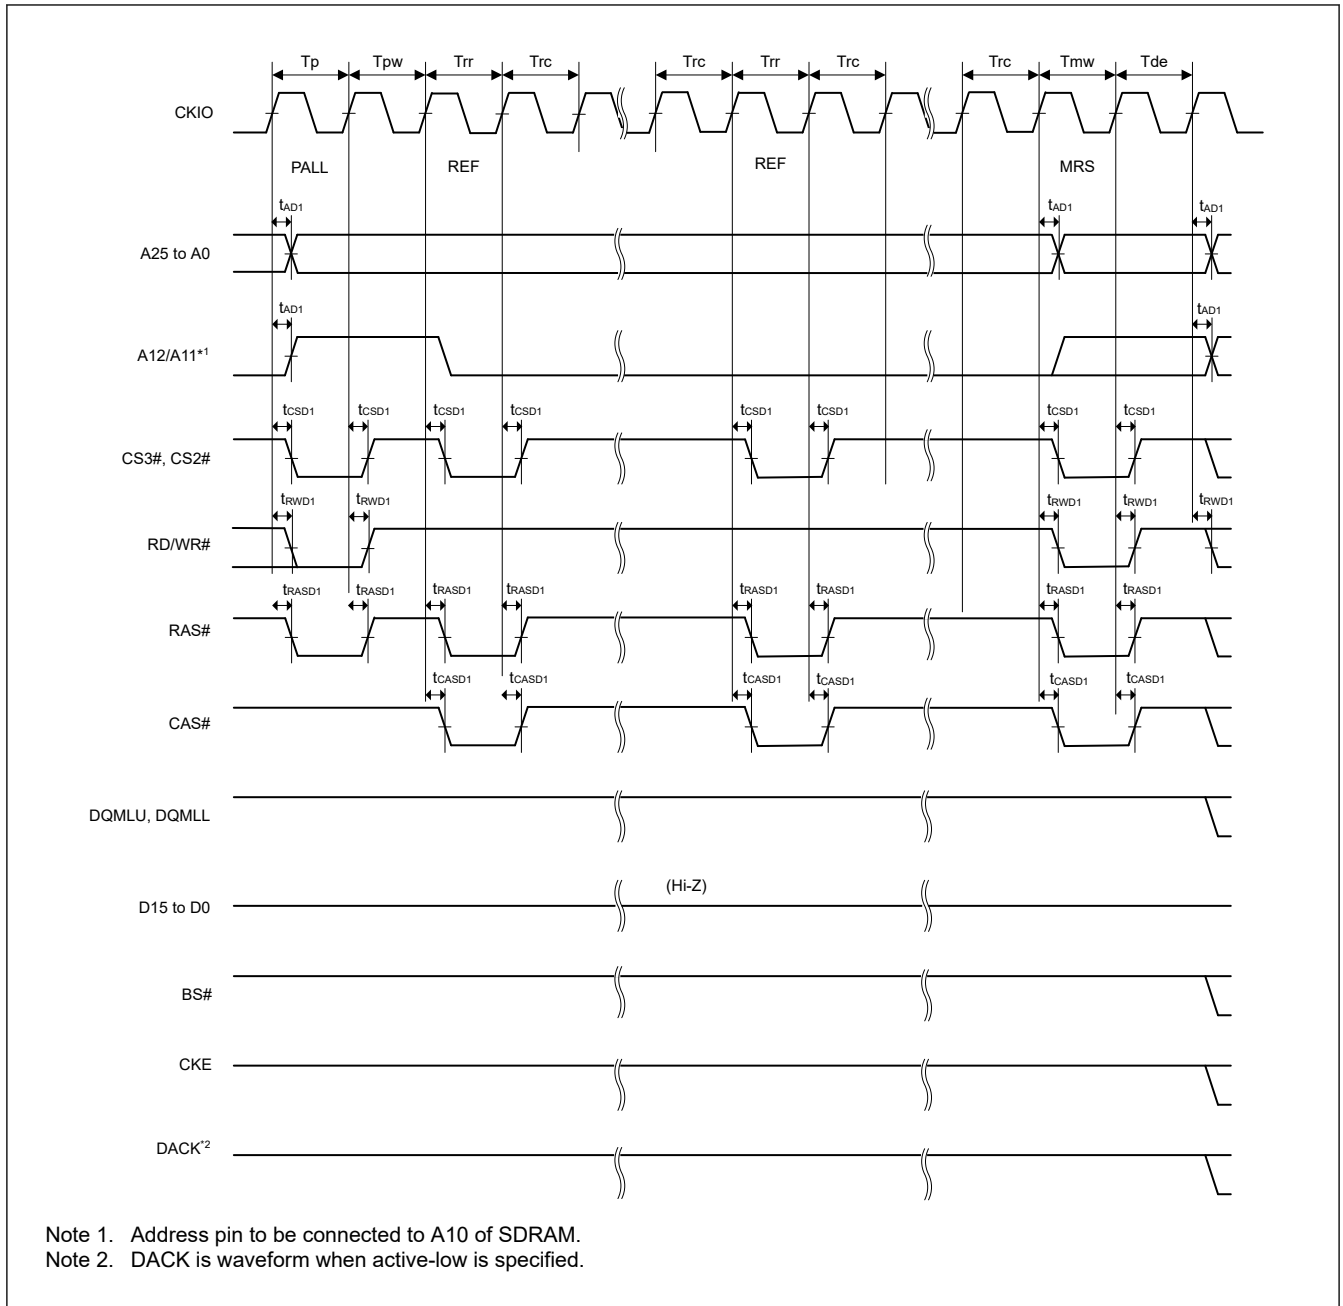 Tp Tpw Trr Trc Trc Trr Trc Trc Tmw Tde
CKIO
PALL REF REF MRS
tAD1 tAD1 tAD1
A25 to A0
tAD1 tAD1
A12/A11*1
tCSD1 tCSD1 tCSD1 tCSD1 tCSD1 tCSD1 tCSD1 tCSD1
CS3#, CS2#
tRWD1 tRWD1 tRWD1 tRWD1 tRWD1
RD/WR#
tRASD1 tRASD1 tRASD1 tRASD1 tRASD1 tRASD1 tRASD1 tRASD1
RAS#
tCASD1 tCASD1 tCASD1 tCASD1 tCASD1 tCASD1
CAS#
DQMLU, DQMLL
(Hi-Z)
D15 to D0
BS#
CKE
DACK*2
Note 1. Address pin to be connected to A10 of SDRAM.
Note 2. DACK is waveform when active-low is specified.